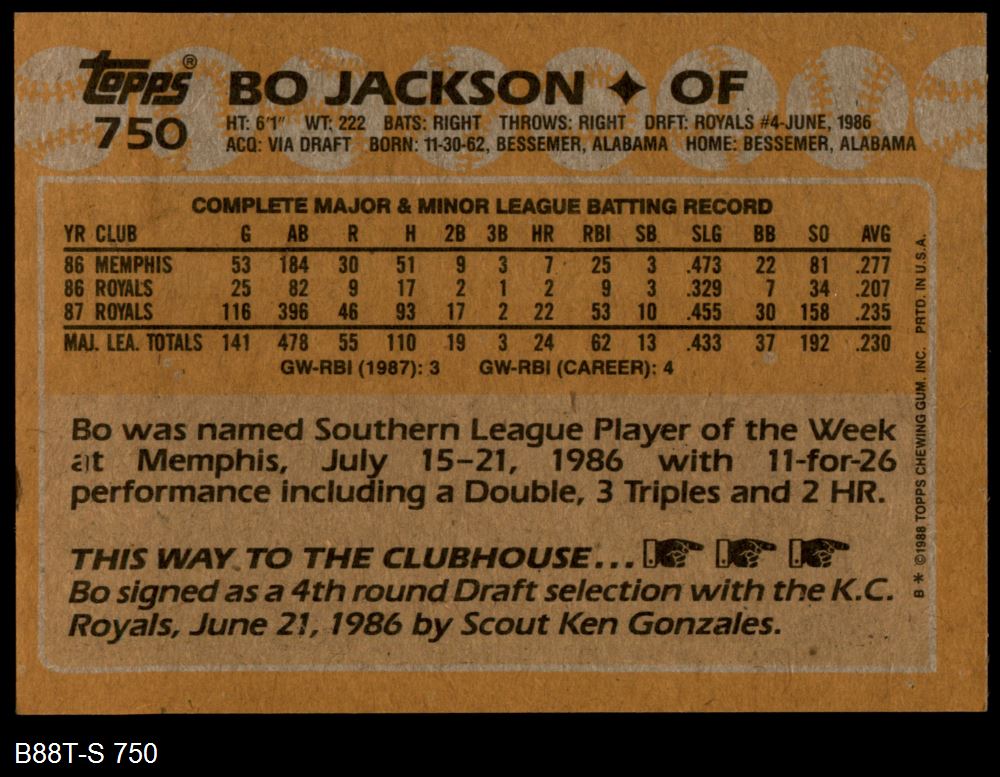 topps® BO JACKSON ✦ OF
750 HT: 6'1" WT: 222 BATS: RIGHT THROWS: RIGHT DRFT: ROYALS #4-JUNE, 1986
ACQ: VIA DRAFT BORN: 11-30-62, BESSEMER, ALABAMA HOME: BESSEMER, ALABAMA
COMPLETE MAJOR & MINOR LEAGUE BATTING RECORD
YR CLUB G AB R H 2B 3B HR RBI SB SLG BB SO AVG
86 MEMPHIS 53 184 30 51 9 3 7 25 3 .473 22 81 .277
86 ROYALS 25 82 9 17 2 1 2 9 3 .329 7 34 .207
87 ROYALS 116 396 46 93 17 2 22 53 10 .455 30 158 .235
MAJ. LEA. TOTALS 141 478 55 110 19 3 24 62 13 .433 37 192 .230
GW-RBI (1987): 3 GW-RBI (CAREER): 4
Bo was named Southern League Player of the Week
at Memphis, July 15-21, 1986 with 11-for-26
performance including a Double, 3 Triples and 2 HR.
THIS WAY TO THE CLUBHOUSE...
Bo signed as a 4th round Draft selection with the K.C.
Royals, June 21, 1986 by Scout Ken Gonzales.
B * ©1988 TOPPS CHEWING GUM, INC. PRTD. IN U.S.A.
B88T-S 750